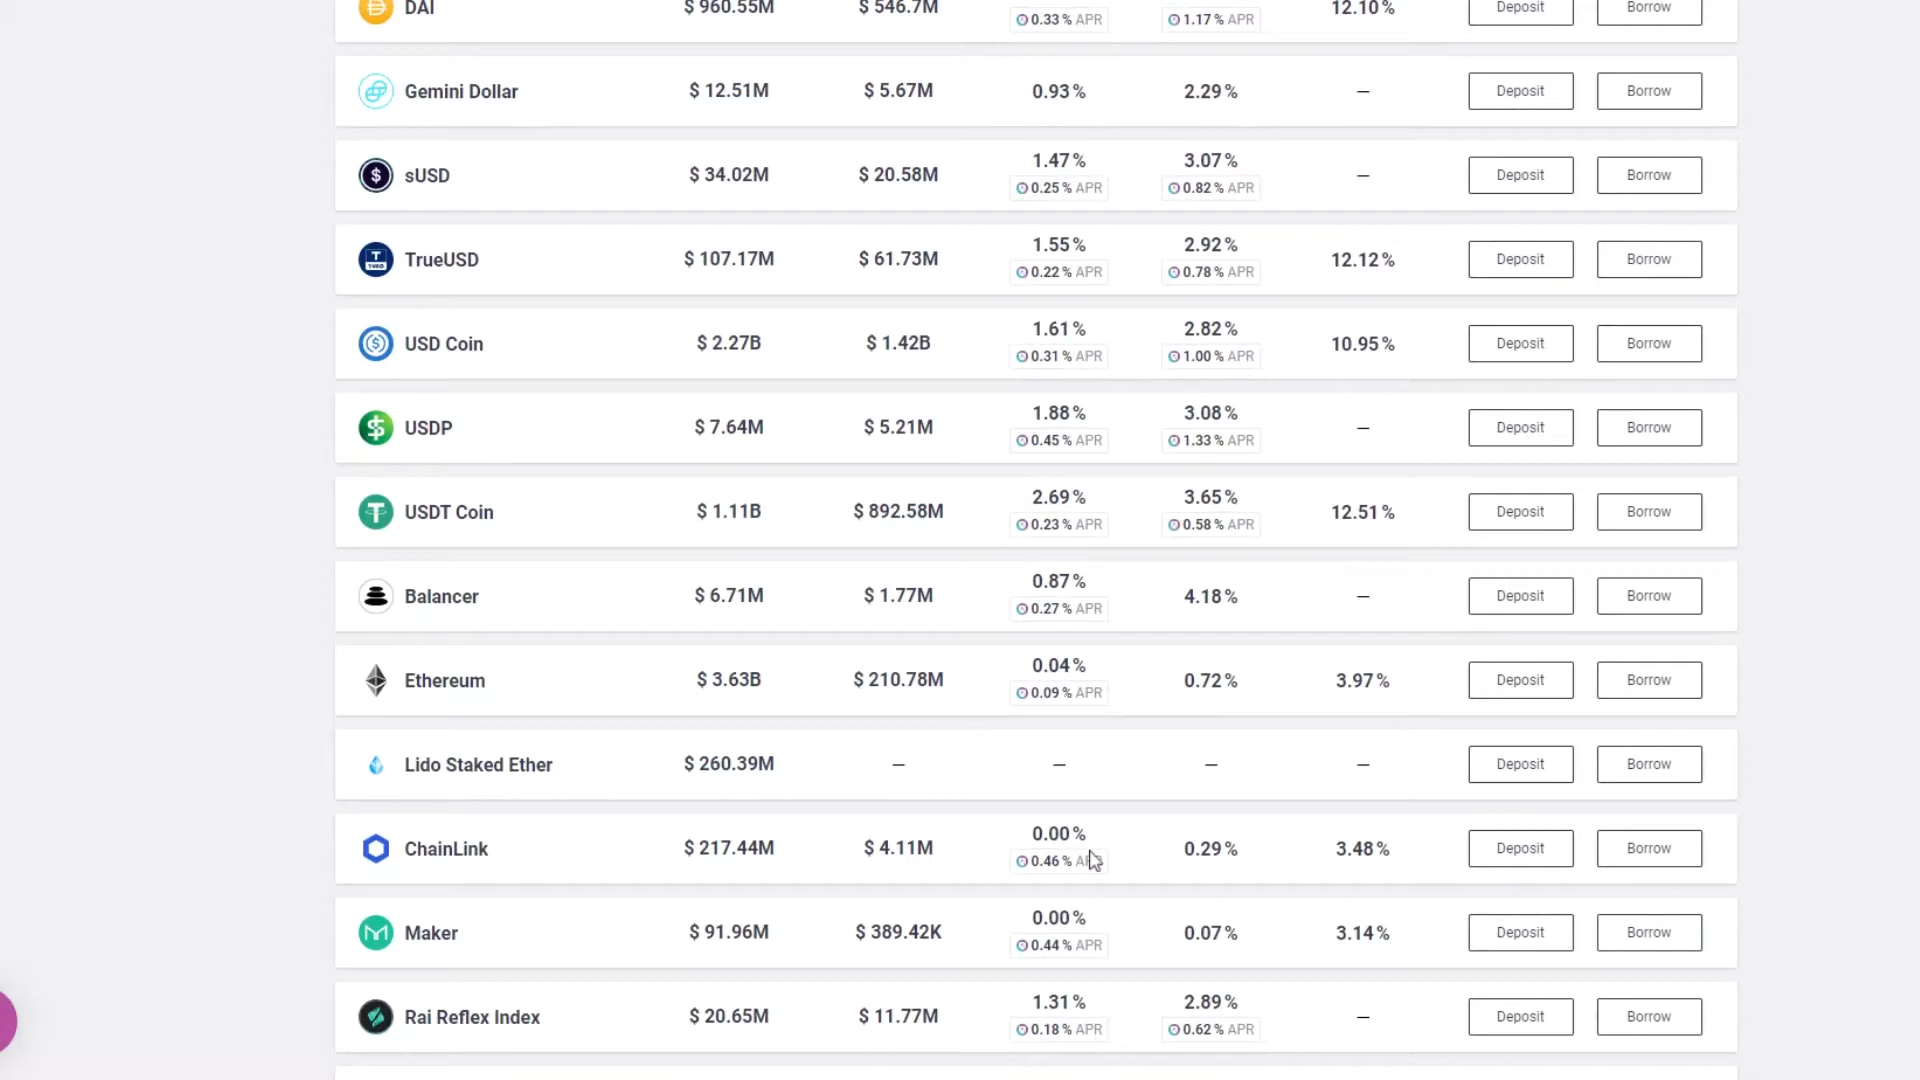 DAI $ 960.55M $ 546.7M 0.33 % APR 1.17 % APR 12.10 % Deposit Borrow
Gemini Dollar $ 12.51M $ 5.67M 0.93 % 2.29 % — Deposit Borrow
1.47 % 3.07 %
sUSD $ 34.02M $ 20.58M — Deposit Borrow
0.25 % APR 0.82 % APR
1.55 % 2.92 %
TrueUSD $ 107.17M $ 61.73M 12.12 % Deposit Borrow
0.22 % APR 0.78 % APR
1.61 % 2.82 %
USD Coin $ 2.27B $ 1.42B 10.95 % Deposit Borrow
0.31 % APR 1.00 % APR
1.88 % 3.08 %
USDP $ 7.64M $ 5.21M — Deposit Borrow
0.45 % APR 1.33 % APR
2.69 % 3.65 %
USDT Coin $ 1.11B $ 892.58M 12.51 % Deposit Borrow
0.23 % APR 0.58 % APR
0.87 %
Balancer $ 6.71M $ 1.77M 4.18 % — Deposit Borrow
0.27 % APR
0.04 %
Ethereum $ 3.63B $ 210.78M 0.72 % 3.97 % Deposit Borrow
0.09 % APR
Lido Staked Ether $ 260.39M — — — — Deposit Borrow
0.00 %
ChainLink $ 217.44M $ 4.11M 0.29 % 3.48 % Deposit Borrow
0.46 % APR
0.00 %
Maker $ 91.96M $ 389.42K 0.07 % 3.14 % Deposit Borrow
0.44 % APR
1.31 % 2.89 %
Rai Reflex Index $ 20.65M $ 11.77M — Deposit Borrow
0.18 % APR 0.62 % APR